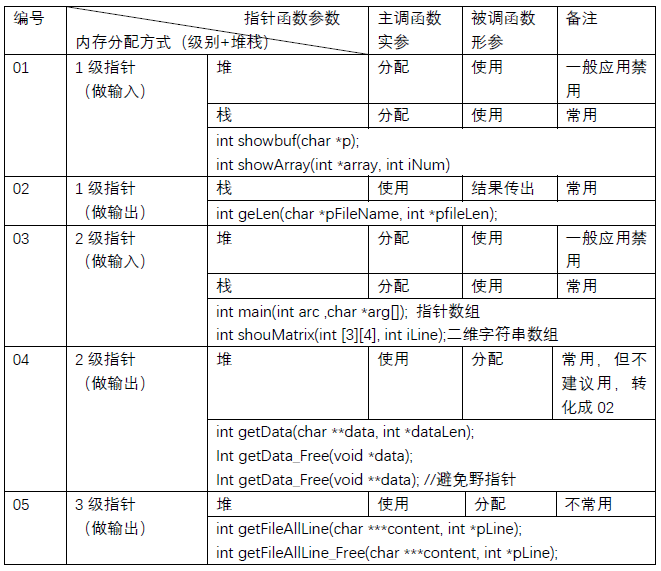 编号
指针函数参数
内存分配方式（级别+堆栈）
主调函数
实参
被调函数
形参
备注
01
1 级指针
（做输入）
堆
分配
使用
一般应用禁
用
栈
分配
使用
常用
int showbuf(char *p);
int showArray(int *array, int iNum)
02
1 级指针
（做输出）
栈
使用
结果传出
常用
int geLen(char *pFileName, int *pfileLen);
03
2 级指针
（做输入）
堆
分配
使用
一般应用禁
用
栈
分配
使用
常用
int main(int arc ,char *arg[]); 指针数组
int shouMatrix(int [3][4], int iLine);二维字符串数组
04
2 级指针
（做输出）
堆
使用
分配
常用，但不
建议用，转
化成 02
int getData(char **data, int *dataLen);
Int getData_Free(void *data);
Int getData_Free(void **data); //避免野指针
05
3 级指针
（做输出）
堆
使用
分配
不常用
int getFileAllLine(char ***content, int *pLine);
int getFileAllLine_Free(char ***content, int *pLine);